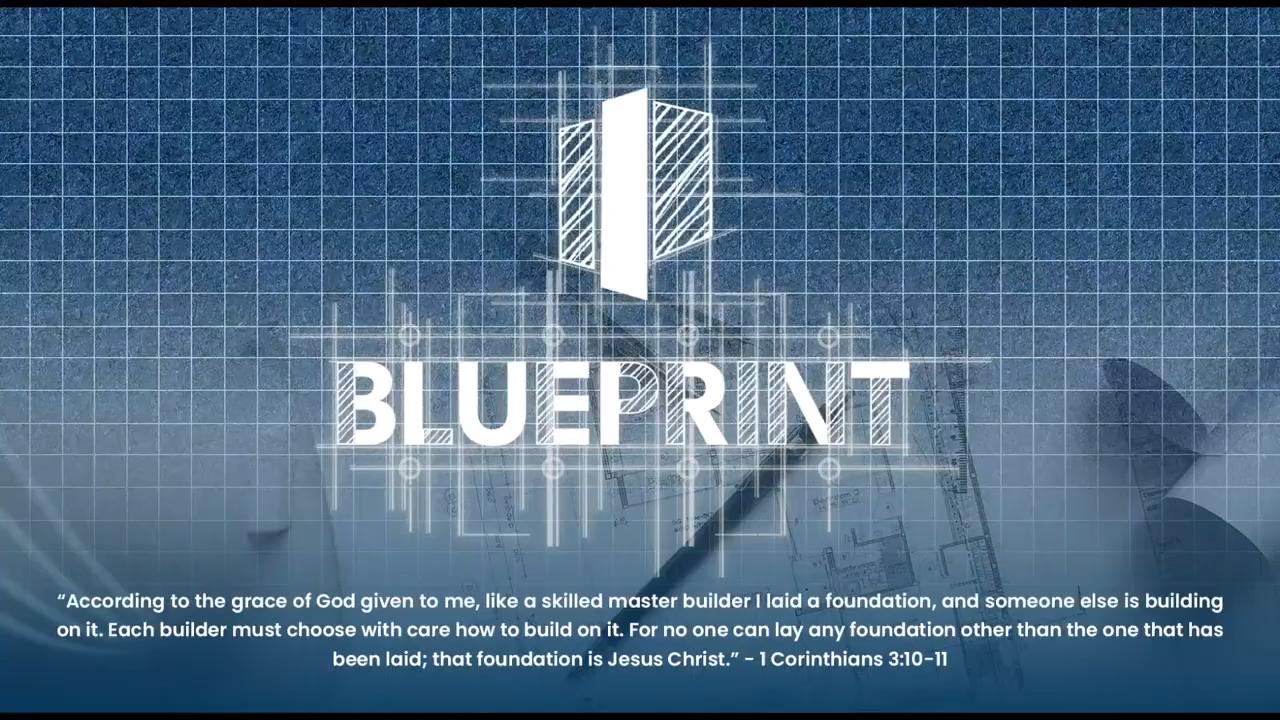 BLUEPRINT
“According to the grace of God given to me, like a skilled master builder I laid a foundation, and someone else is building
on it. Each builder must choose with care how to build on it. For no one can lay any foundation other than the one that has
been laid; that foundation is Jesus Christ.” - 1 Corinthians 3:10-11